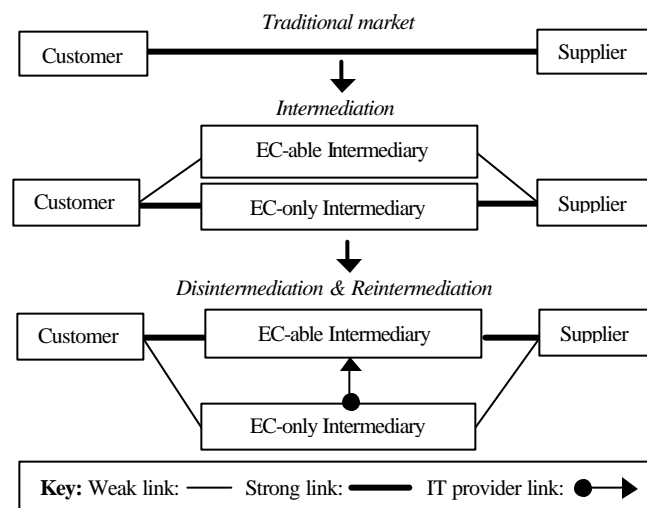 Traditional market
Customer Supplier
Intermediation
EC-able Intermediary
Customer EC-only Intermediary Supplier
Disintermediation & Reintermediation
Customer EC-able Intermediary Supplier
EC-only Intermediary
Key: Weak link: Strong link: IT provider link: